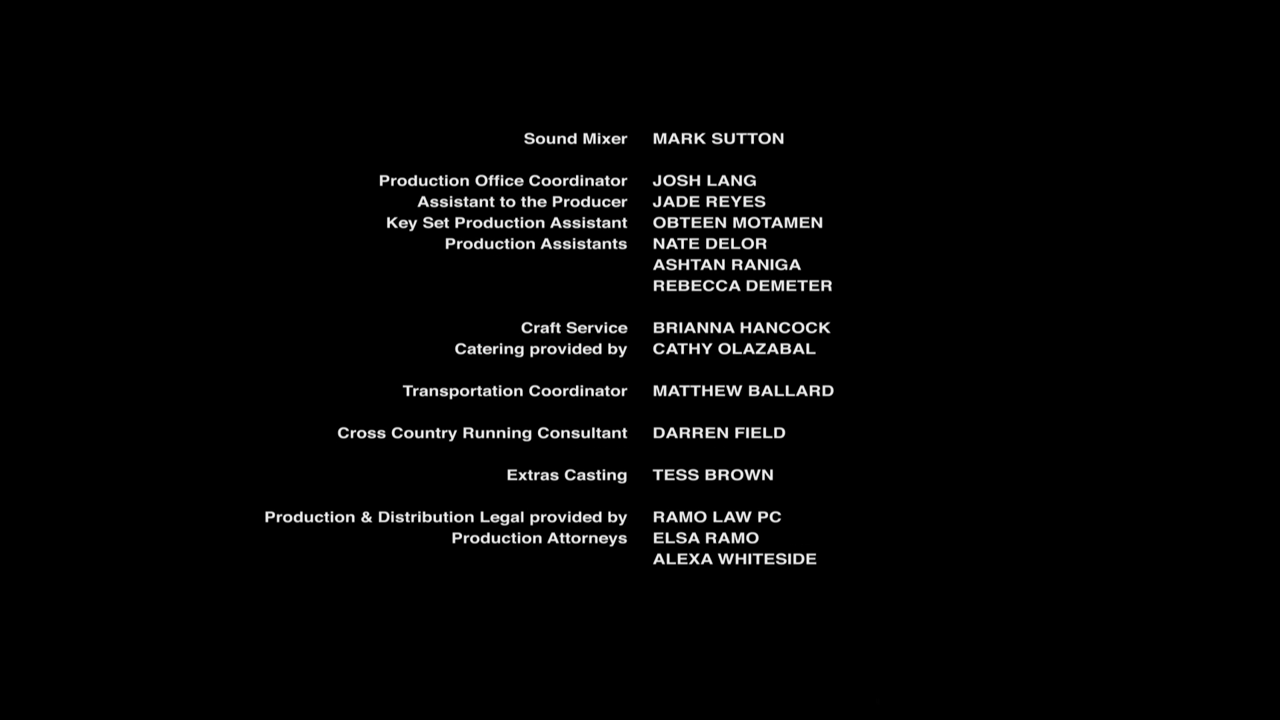 Sound Mixer MARK SUTTON
Production Office Coordinator JOSH LANG
Assistant to the Producer JADE REYES
Key Set Production Assistant OBTEEN MOTAMEN
Production Assistants NATE DELOR
ASHTAN RANIGA
REBECCA DEMETER
Craft Service BRIANNA HANCOCK
Catering provided by CATHY OLAZABAL
Transportation Coordinator MATTHEW BALLARD
Cross Country Running Consultant DARREN FIELD
Extras Casting TESS BROWN
Production & Distribution Legal provided by RAMO LAW PC
Production Attorneys ELSA RAMO
ALEXA WHITESIDE